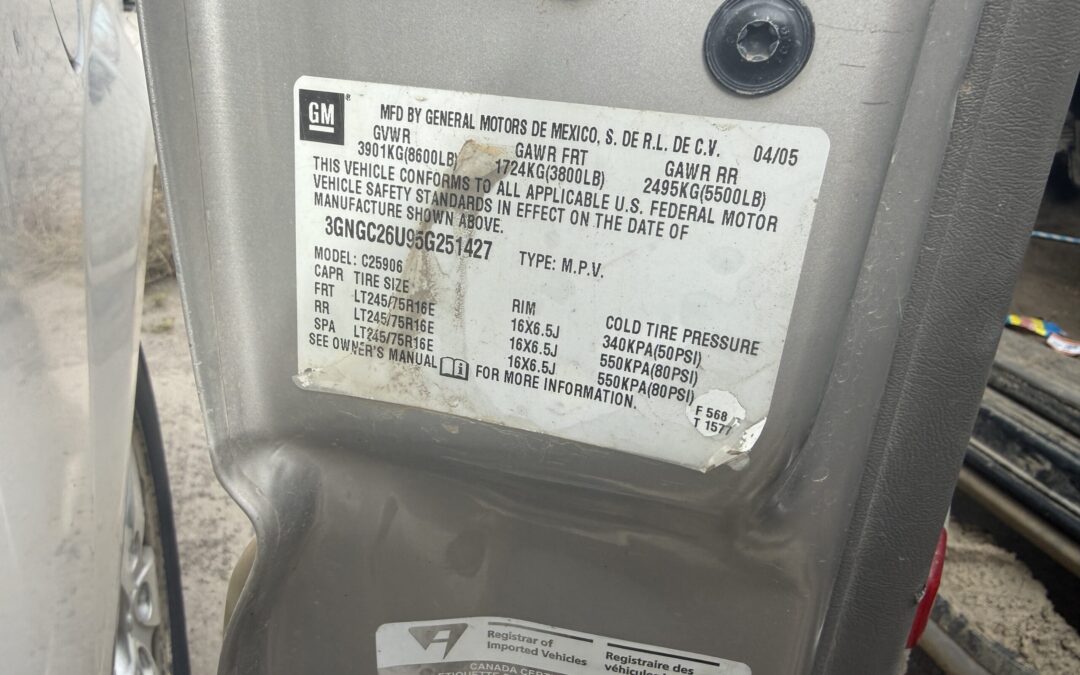 GM
MFD BY GENERAL MOTORS DE MEXICO, S. DE R.L. DE C.V. 04/05
GVWR GAWR FRT GAWR RR
3901KG(8600LB) 1724KG(3800LB) 2495KG(5500LB)
THIS VEHICLE CONFORMS TO ALL APPLICABLE U.S. FEDERAL MOTOR
VEHICLE SAFETY STANDARDS IN EFFECT ON THE DATE OF
MANUFACTURE SHOWN ABOVE.
3GNGC26U95G251427 TYPE: M.P.V.
MODEL: C25906
CAPR TIRE SIZE RIM COLD TIRE PRESSURE
FRT LT245/75R16E 16X6.5J 340KPA(50PSI)
RR LT245/75R16E 16X6.5J 550KPA(80PSI)
SPA LT245/75R16E 16X6.5J 550KPA(80PSI)
SEE OWNER'S MANUAL FOR MORE INFORMATION.
F 568
T 1577
Registrar of
Imported Vehicles
Registraire des
CANADA